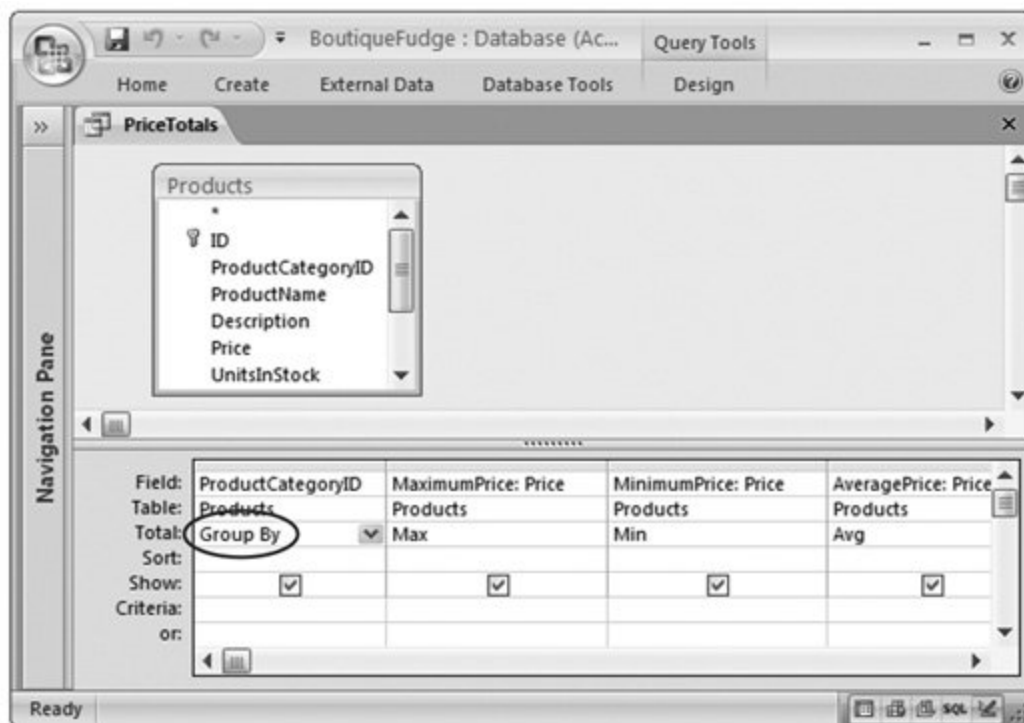 BoutiqueFudge : Database (Ac... Query Tools
Home Create External Data Database Tools Design
PriceTotals
Products
*
ID
ProductCategoryID
ProductName
Description
Price
UnitsInStock
Navigation Pane
Field: ProductCategoryID MaximumPrice: Price MinimumPrice: Price AveragePrice: Price
Table: Products Products Products Products
Total: Group By Max Min Avg
Sort:
Show:
Criteria:
or:
Ready SQL